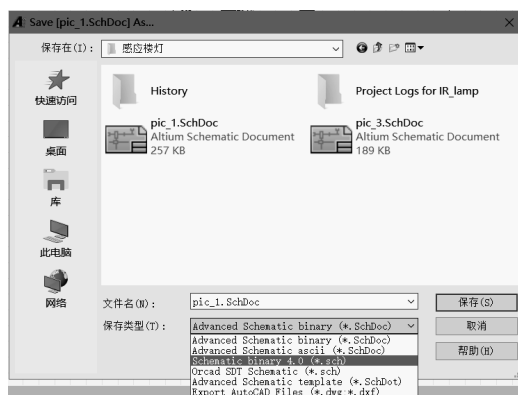 Save [pic_1.SchDoc] As...
保存在(I):
感应楼灯
快速访问
桌面
库
此电脑
网络
History
Project Logs for IR_lamp
pic_1.SchDoc
Altium Schematic Document
257 KB
pic_3.SchDoc
Altium Schematic Document
189 KB
文件名(N):
pic_1.SchDoc
保存(S)
保存类型(T):
Advanced Schematic binary (*.SchDoc)
取消
Advanced Schematic binary (*.SchDoc)
Advanced Schematic ascii (*.SchDoc)
Schematic binary 4.0 (*.sch)
Orcad SDT Schematic (*.sch)
Advanced Schematic template (*.SchDot)
Export AutoCAD Files (*.dwg;*.dxf)
帮助(H)